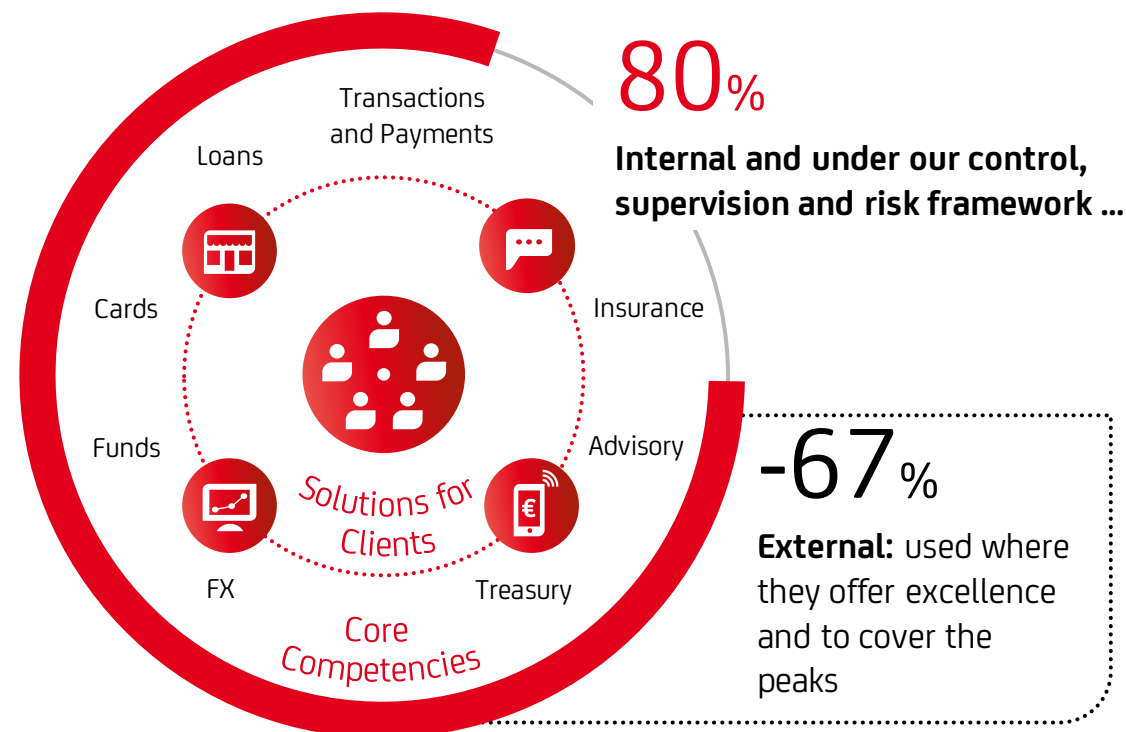 80%
Internal and under our control,
supervision and risk framework ...
Transactions
and Payments
Loans
Cards
Insurance
Funds
Advisory
FX
Treasury
€
Solutions for
Clients
Core
Competencies
-67%
External: used where
they offer excellence
and to cover the
peaks